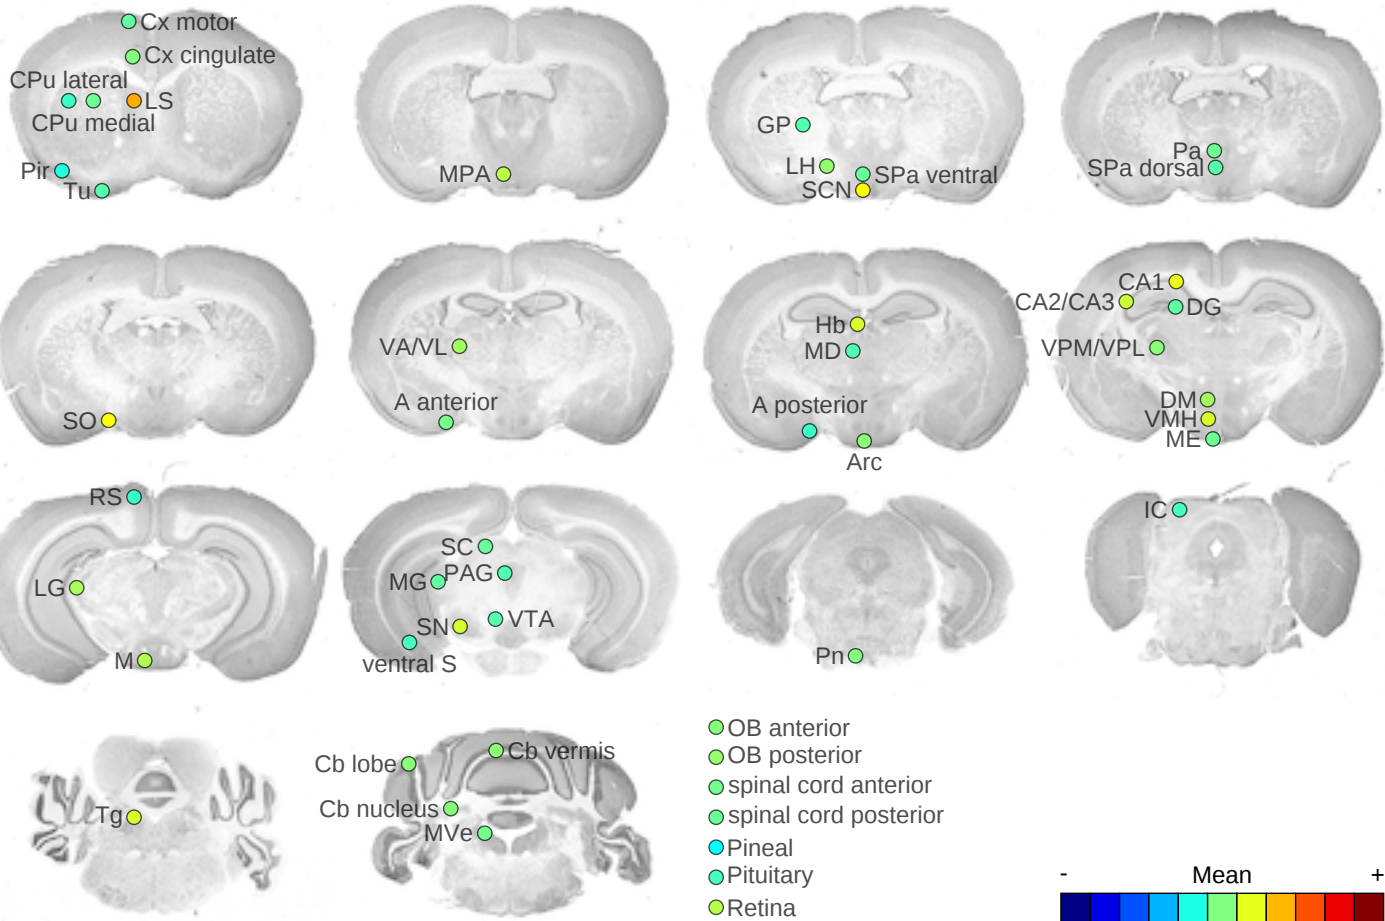 Cx motor
Cx cingulate
CPu lateral
LS
CPu medial
Pir
Tu
MPA
GP
LH
SPa ventral
SCN
Pa
SPa dorsal
SO
VA/VL
A anterior
Hb
MD
A posterior
Arc
CA1
CA2/CA3
DG
VPM/VPL
DM
VMH
ME
RS
LG
M
SC
MG
PAG
SN
VTA
ventral S
Pn
IC
Tg
Cb lobe
Cb vermis
Cb nucleus
MVe
OB anterior
OB posterior
spinal cord anterior
spinal cord posterior
Pineal
Pituitary
Retina
- Mean +